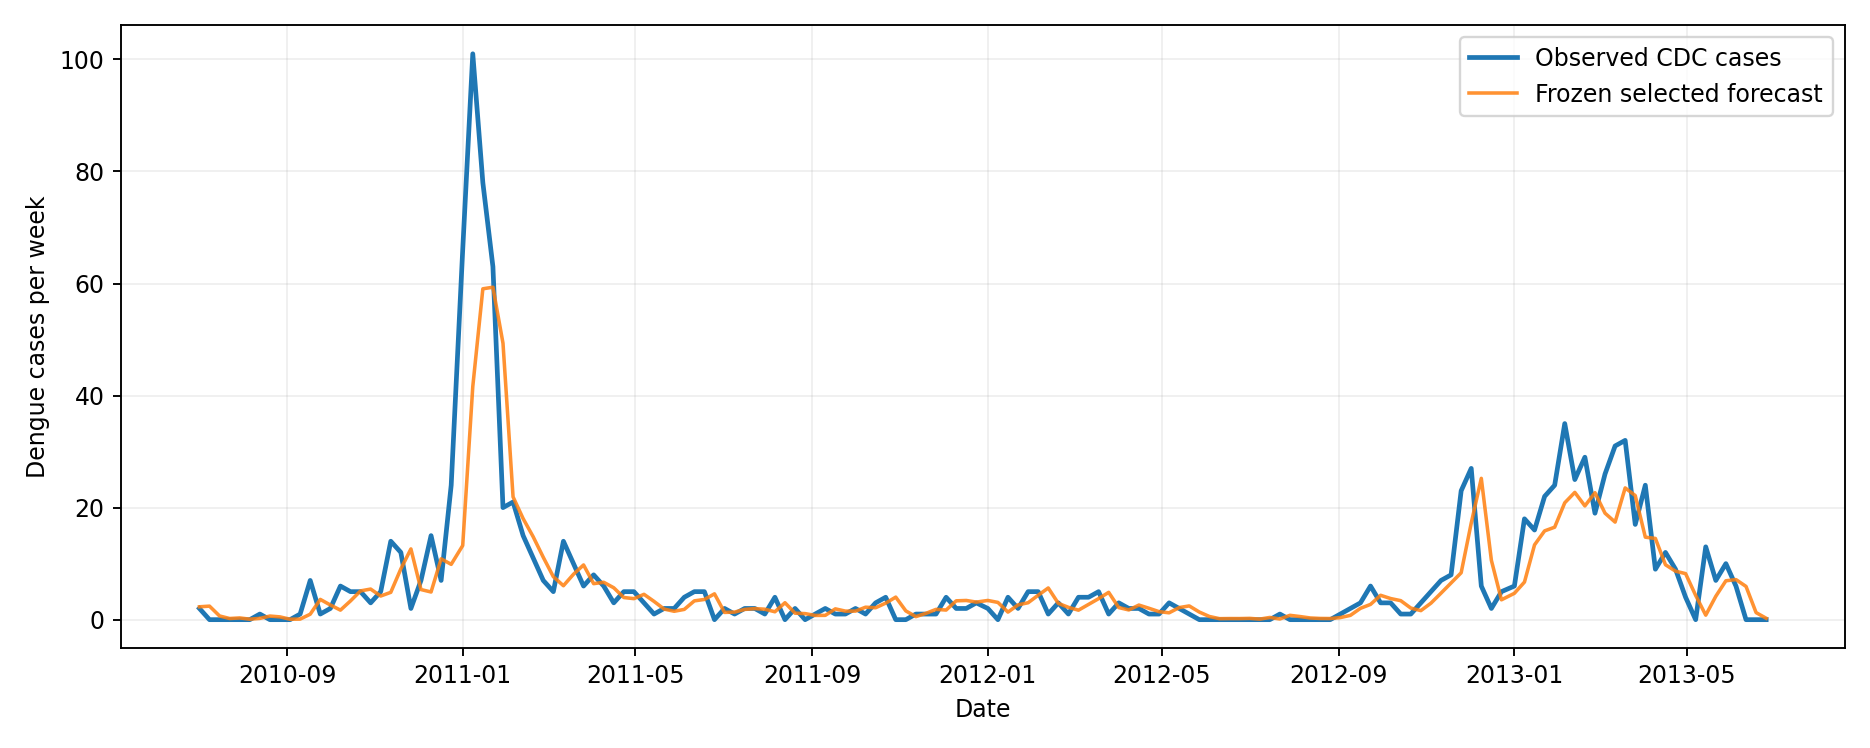 Observed CDC cases
Frozen selected forecast
Dengue cases per week
100
80
60
40
20
0
2010-09 2011-01 2011-05 2011-09 2012-01 2012-05 2012-09 2013-01 2013-05
Date